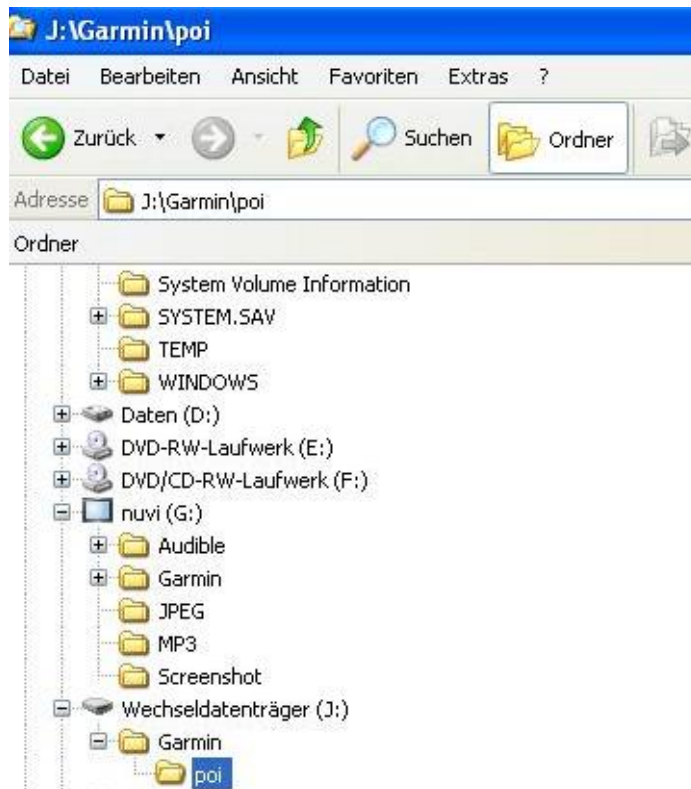 J:\Garmin\poi
Datei Bearbeiten Ansicht Favoriten Extras ?
Zurück Suchen Ordner
Adresse J:\Garmin\poi
Ordner
System Volume Information
SYSTEM.SAV
TEMP
WINDOWS
Daten (D:)
DVD-RW-Laufwerk (E:)
DVD/CD-RW-Laufwerk (F:)
nuvi (G:)
Audible
Garmin
JPEG
MP3
Screenshot
Wechseldatenträger (J:)
Garmin
poi